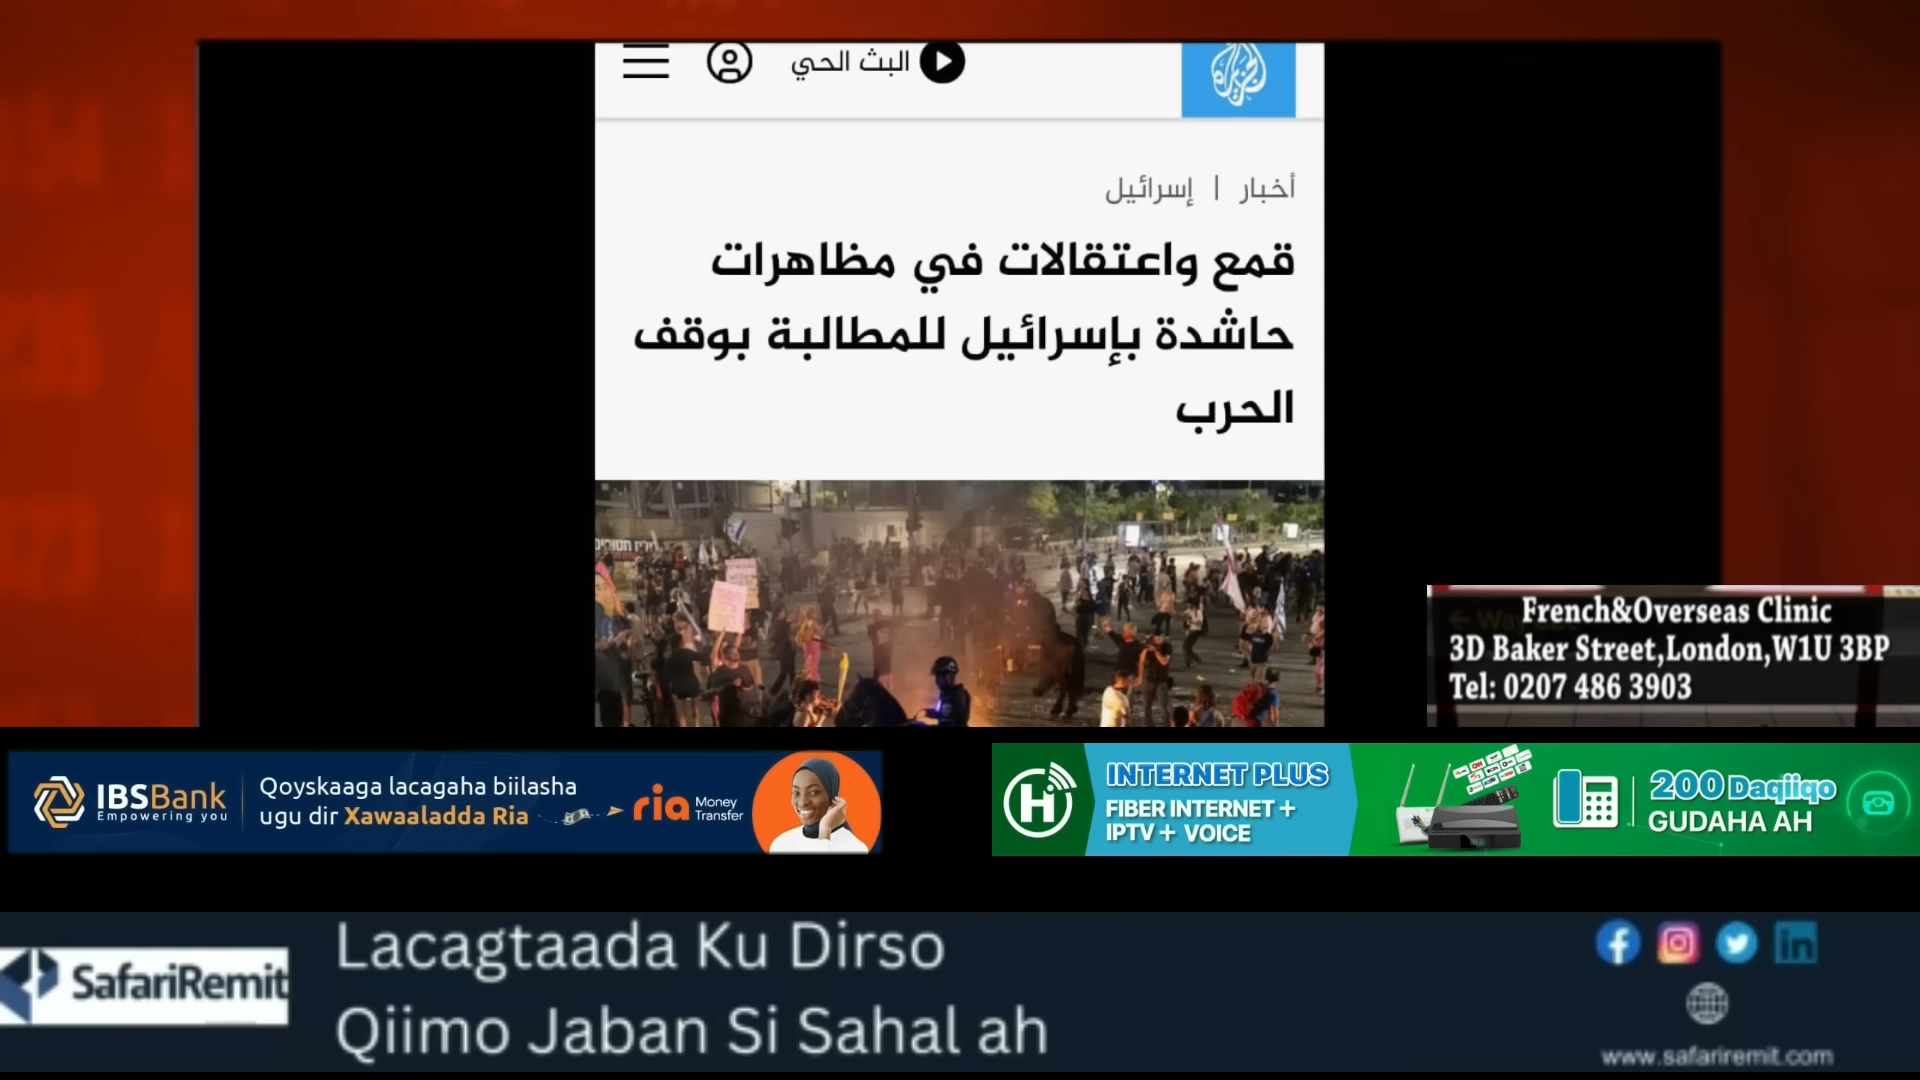 البث الحي
أخبار | إسرائيل
قمع واعتقالات في مظاهرات
حاشدة بإسرائيل للمطالبة بوقف
الحرب
French&Overseas Clinic
3D Baker Street,London,W1U 3BP
Tel: 0207 486 3903
IBSBank
Empowering you
Qoyskaaga lacagaha biilasha
ugu dir Xawaaladda Ria
ria Money
Transfer
H
INTERNET PLUS
FIBER INTERNET +
IPTV + VOICE
200 Daqiiqo
GUDAHA AH
SafariRemit
Lacagtaada Ku Dirso
Qiimo Jaban Si Sahal ah
www.safariremit.com